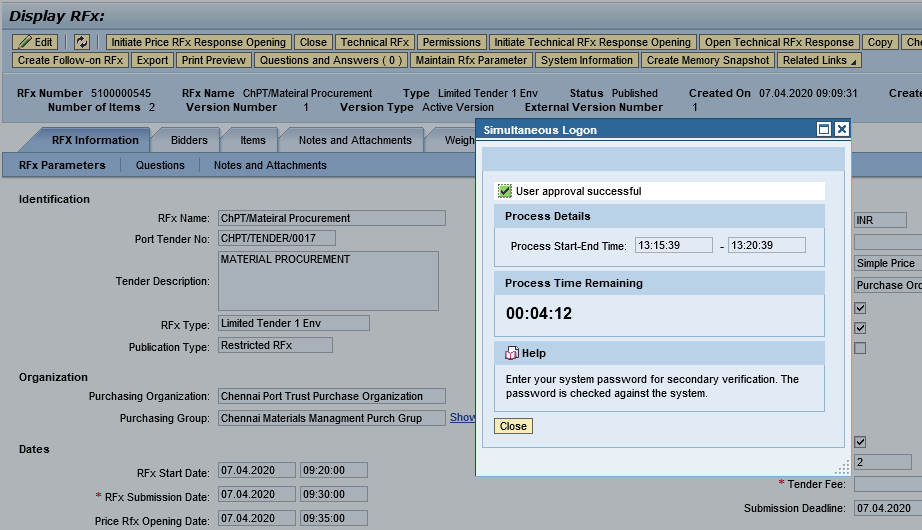 Display RFx:
Edit Initiate Price RFx Response Opening Close Technical RFx Permissions Initiate Technical RFx Response Opening Open Technical RFx Response Copy
Create Follow-on RFx Export Print Preview Questions and Answers ( 0 ) Maintain Rfx Parameter System Information Create Memory Snapshot Related Links
RFx Number 5100000545 RFx Name ChPT/Mateiral Procurement Type Limited Tender 1 Env Status Published Created On 07.04.2020 09:09:31
Number of Items 2 Version Number 1 Version Type Active Version External Version Number 1
RFX Information Bidders Items Notes and Attachments Weigh
RFx Parameters Questions Notes and Attachments
Identification
RFx Name: ChPT/Mateiral Procurement
Port Tender No: CHPT/TENDER/0017
Tender Description: MATERIAL PROCUREMENT
RFx Type: Limited Tender 1 Env
Publication Type: Restricted RFx
Organization
Purchasing Organization: Chennai Port Trust Purchase Organization
Purchasing Group: Chennai Materials Managment Purch Grup Show
Dates
RFx Start Date: 07.04.2020 09:20:00
* RFx Submission Date: 07.04.2020 09:30:00
Price Rfx Opening Date: 07.04.2020 09:35:00
Simultaneous Logon
User approval successful
Process Details
Process Start-End Time: 13:15:39 - 13:20:39
Process Time Remaining
00:04:12
Help
Enter your system password for secondary verification. The
password is checked against the system.
Close
INR
Simple Price
Purchase Ord
2
* Tender Fee:
Submission Deadline: 07.04.2020